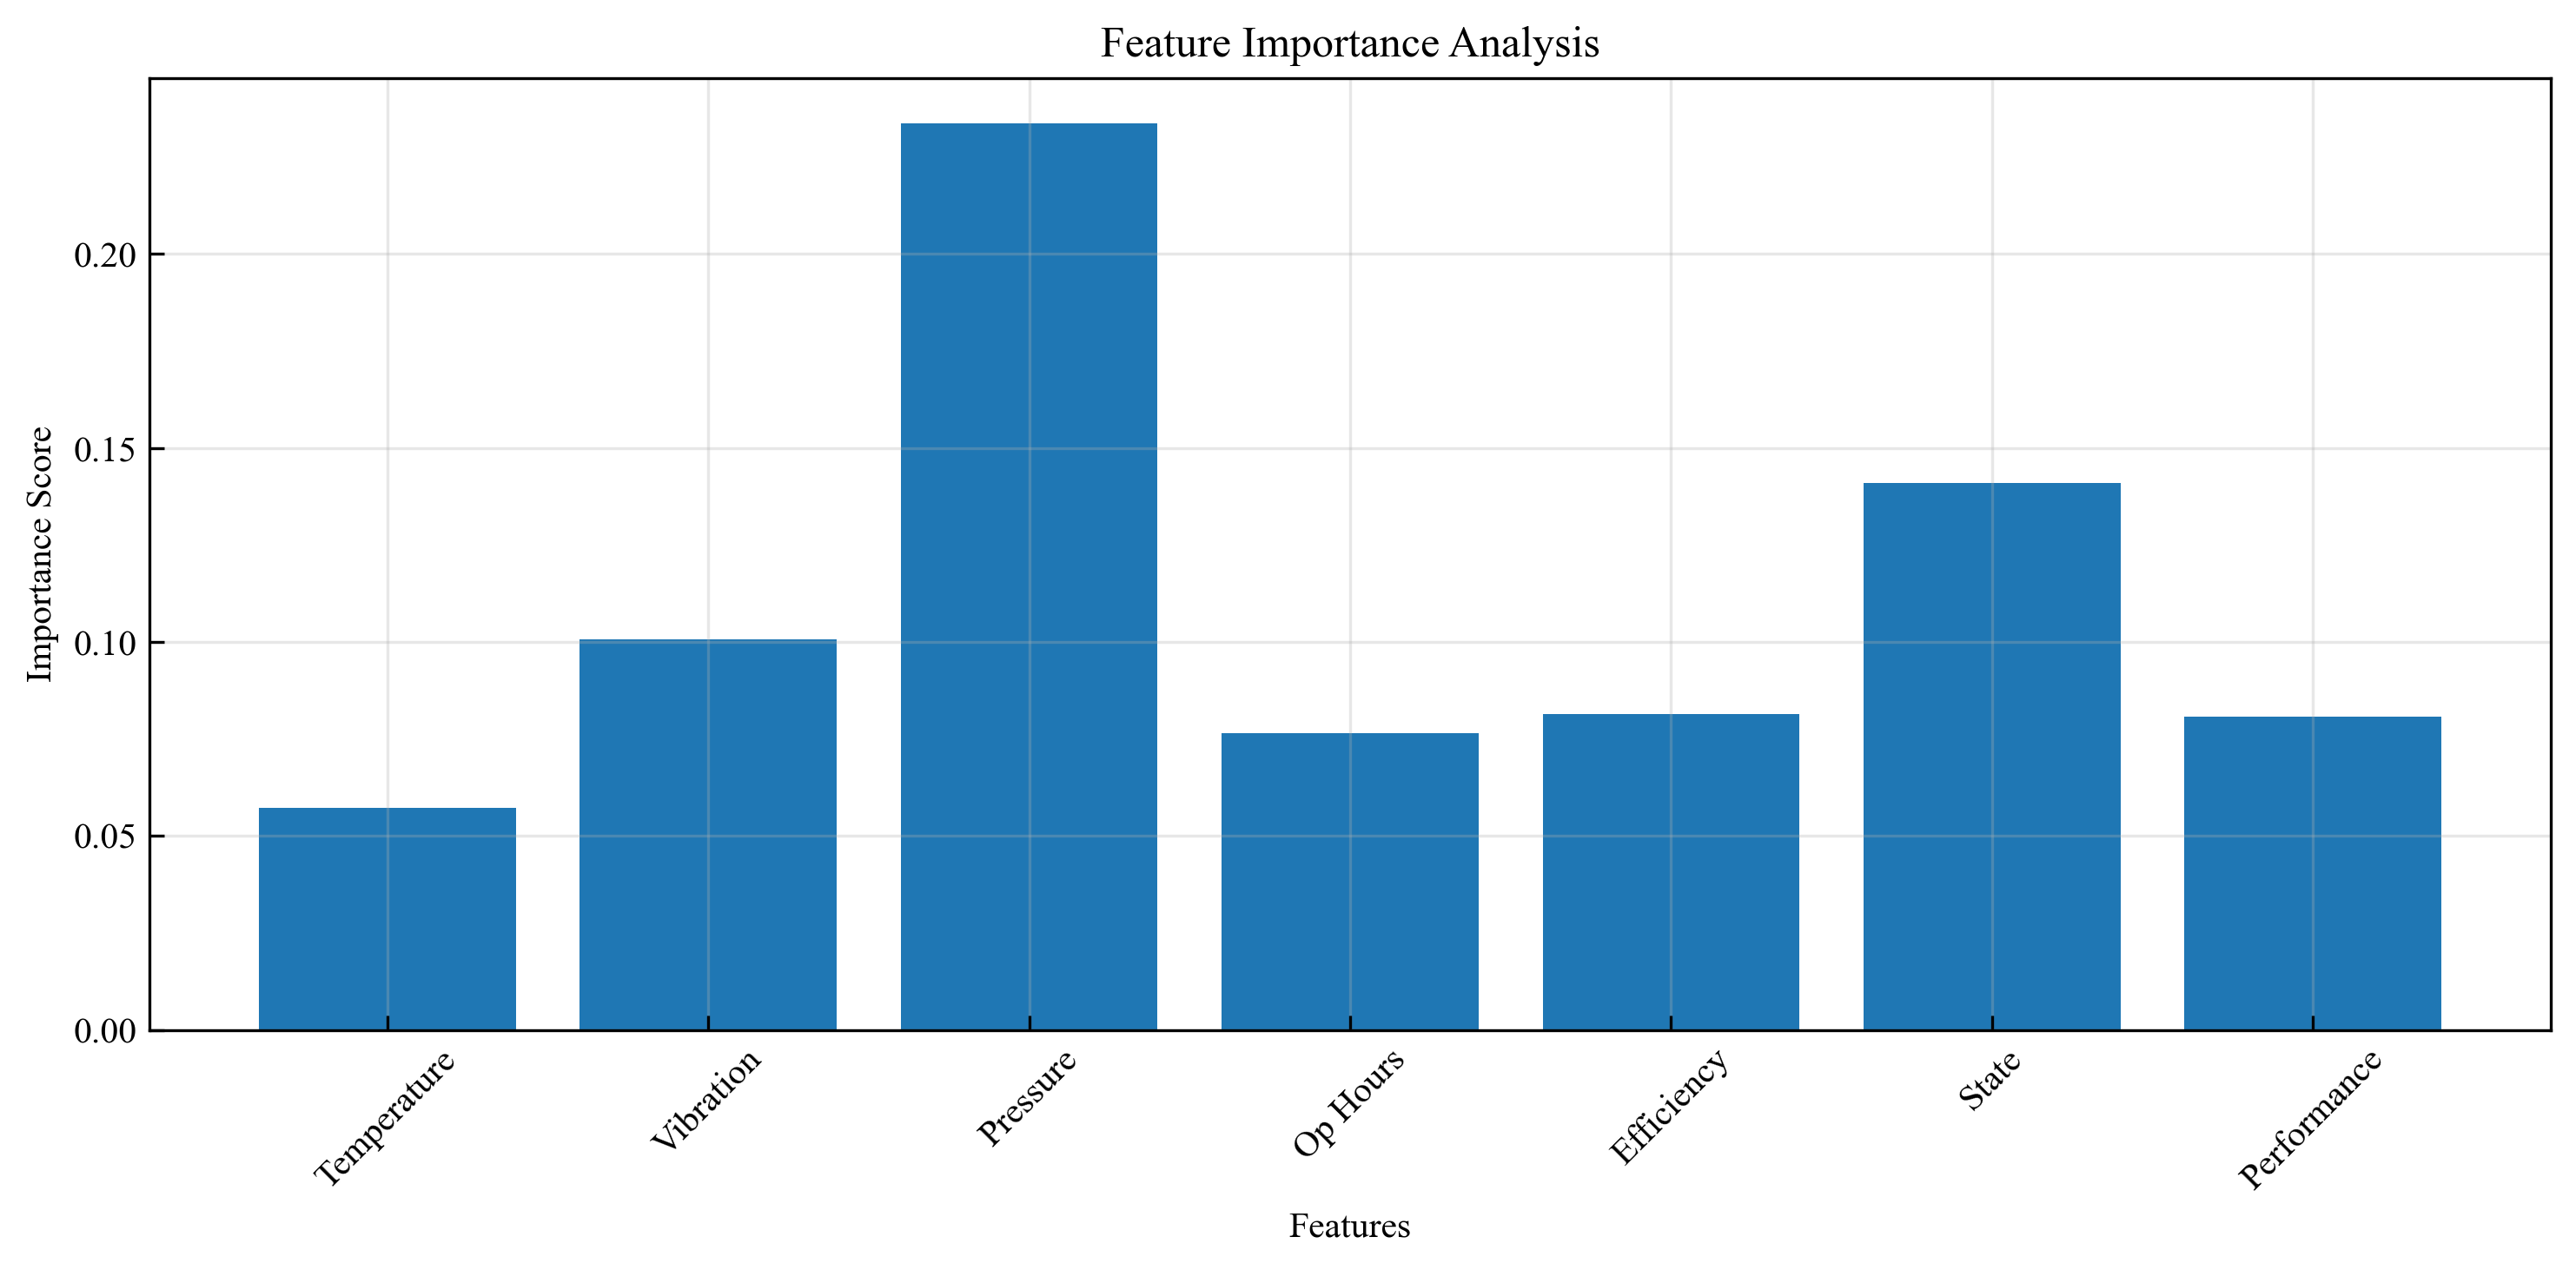 Feature Importance Analysis
Importance Score
0.20
0.15
0.10
0.05
0.00
Temperature
Vibration
Pressure
Op Hours
Efficiency
State
Performance
Features